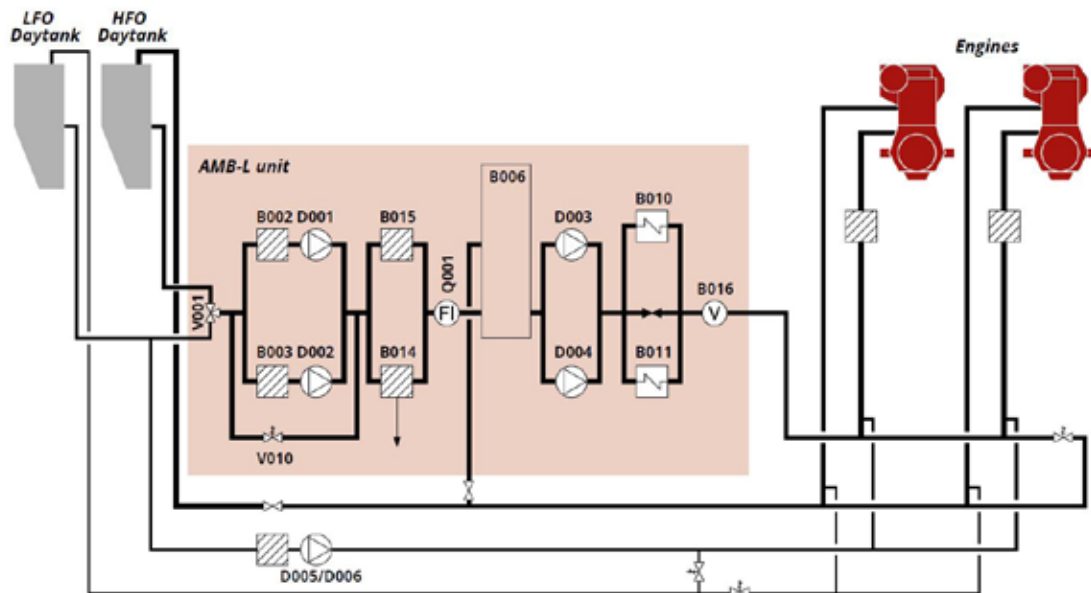 LFO
Daytank
HFO
Daytank
Engines
AMB-L unit
B006
B002 D001
B015
Q001
D003
B010
V001
FI
B016
V
B003 D002
B014
D004
B011
V010
D005/D006